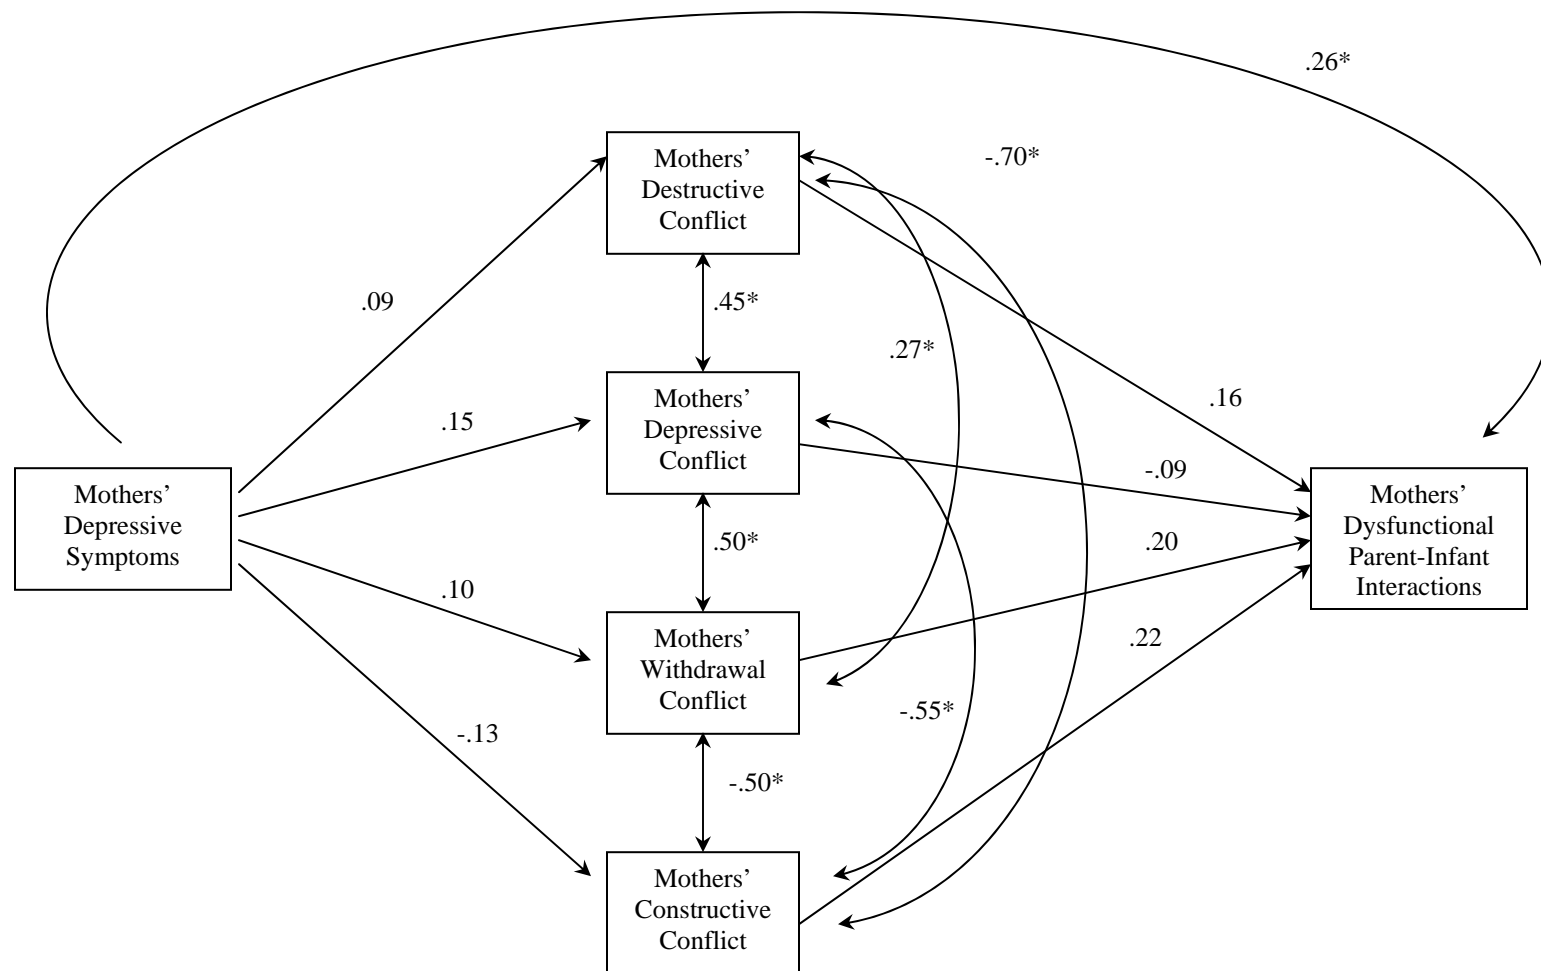 .26*
-.70*
Mothers’
Destructive
Conflict
.09
.45*
.27*
.16
Mothers’
Depressive
Conflict
.15
-.09
Mothers’
Depressive
Symptoms
Mothers’
Dysfunctional
Parent-Infant
Interactions
.50*
.20
.10
Mothers’
Withdrawal
Conflict
.22
-.55*
-.13
-.50*
Mothers’
Constructive
Conflict